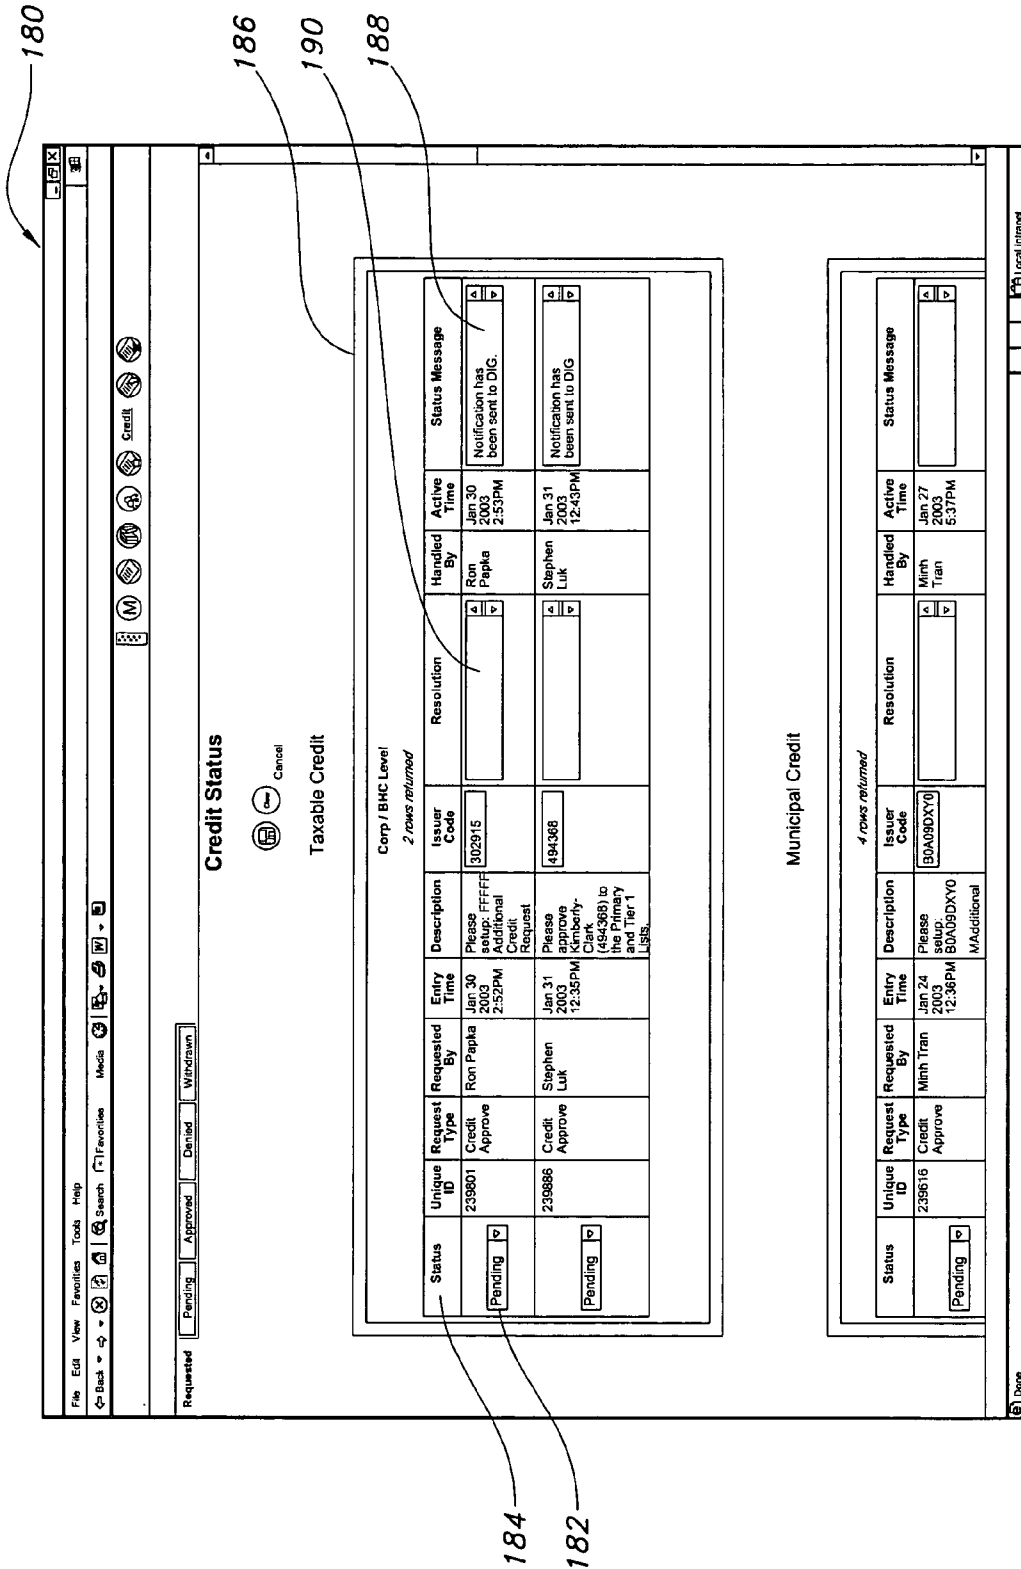 180
File Edit View Favorites Tools Help
Back Search Favorites Media
M Credit
Requested Pending Approved Denied Withdrawn
Credit Status
Cancel
Taxable Credit
186
190
188
Corp / BHC Level
2 rows returned
Status Unique ID Request Type Requested By Entry Time Description Issuer Code Resolution Handled By Active Time Status Message
Pending 239801 Credit Approve Ron Papka Jan 30 2003 2:52PM Please setup: FFFFF Additional Credit Request 302915 Ron Papka Jan 30 2003 2:53PM Notification has been sent to DIG.
Pending 239886 Credit Approve Stephen Luk Jan 31 2003 12:35PM Please approve Kimberly-Clark (494368) to the Primary and Tier 1 Lists. 494368 Stephen Luk Jan 31 2003 12:43PM Notification has been sent to DIG
184
182
Municipal Credit
4 rows returned
Status Unique ID Request Type Requested By Entry Time Description Issuer Code Resolution Handled By Active Time Status Message
Pending 239616 Credit Approve Minh Tran Jan 24 2003 12:36PM Please setup: B0A09DXY0 MAdditional B0A09DXY0 Minh Tran Jan 27 2003 5:37PM
Done Local intranet